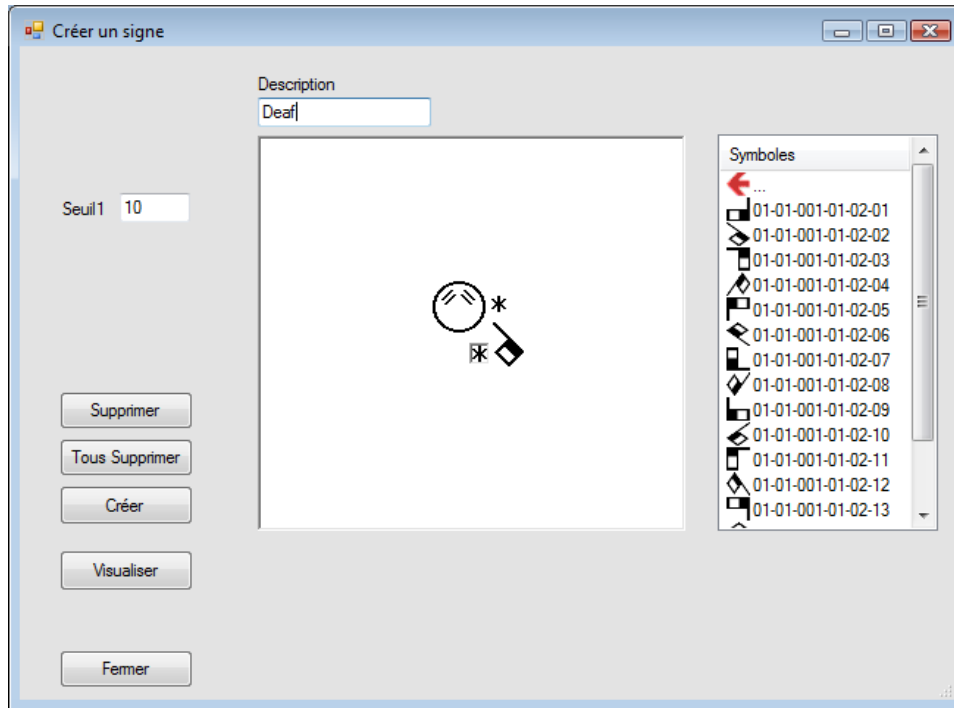 Créer un signe
Description
Deaf
Seuil1 10
Symboles
...
01-01-001-01-02-01
01-01-001-01-02-02
01-01-001-01-02-03
01-01-001-01-02-04
01-01-001-01-02-05
01-01-001-01-02-06
01-01-001-01-02-07
01-01-001-01-02-08
01-01-001-01-02-09
01-01-001-01-02-10
01-01-001-01-02-11
01-01-001-01-02-12
01-01-001-01-02-13
Supprimer
Tous Supprimer
Créer
Visualiser
Fermer